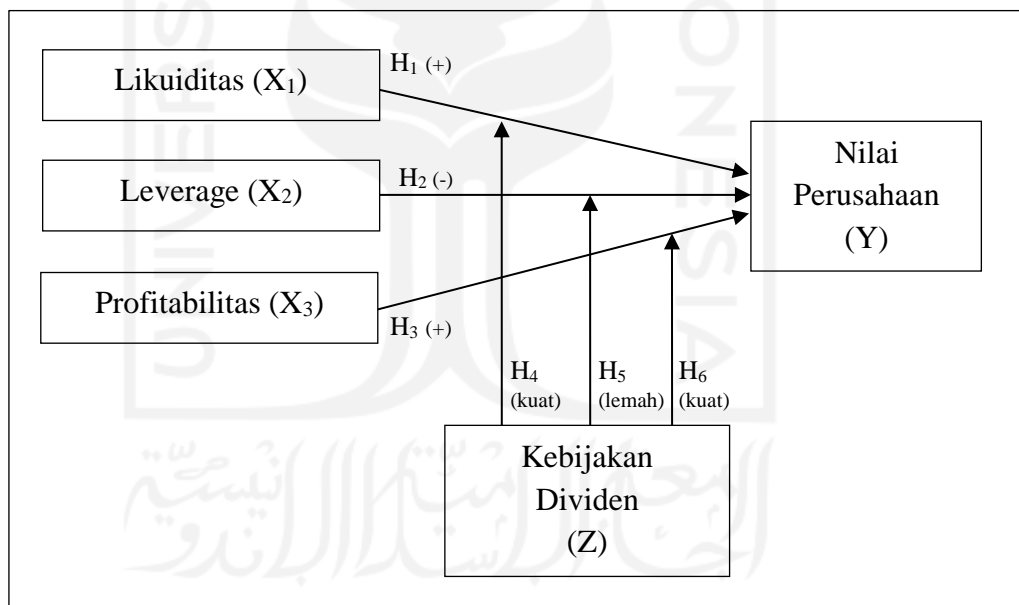 Likuiditas (X₁)
H₁ (+)
Leverage (X₂)
H₂ (-)
Profitabilitas (X₃)
H₃ (+)
Nilai
Perusahaan
(Y)
H₄
(kuat)
H₅
(lemah)
H₆
(kuat)
Kebijakan
Dividen
(Z)